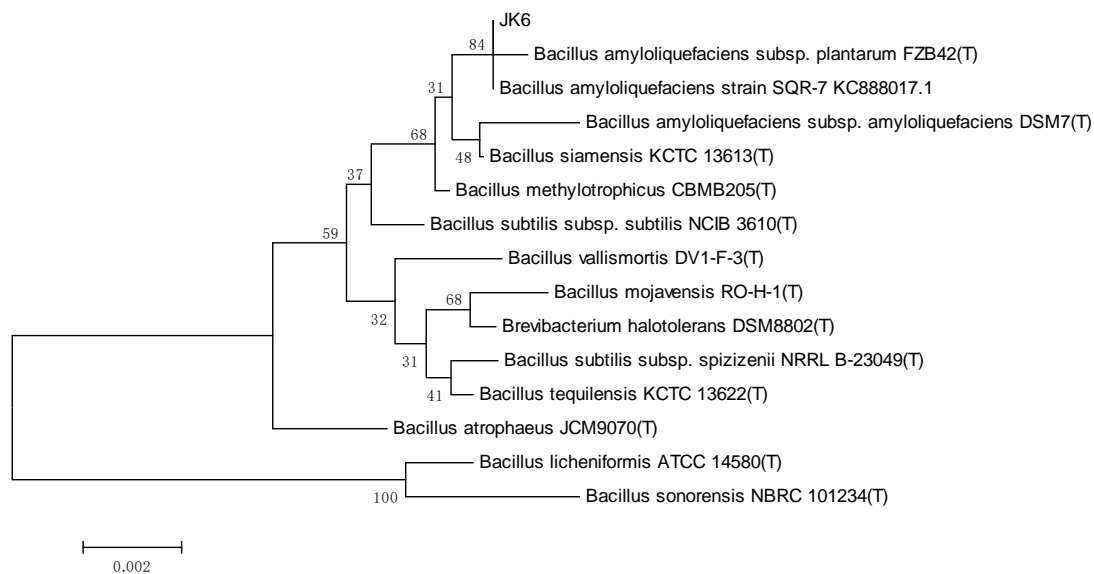 JK6
84
Bacillus amyloliquefaciens subsp. plantarum FZB42(T)
31
Bacillus amyloliquefaciens strain SQR-7 KC888017.1
Bacillus amyloliquefaciens subsp. amyloliquefaciens DSM7(T)
68
48
Bacillus siamensis KCTC 13613(T)
37
Bacillus methylotrophicus CBMB205(T)
Bacillus subtilis subsp. subtilis NCIB 3610(T)
59
Bacillus vallismortis DV1-F-3(T)
68
Bacillus mojavensis RO-H-1(T)
32
Brevibacterium halotolerans DSM8802(T)
31
Bacillus subtilis subsp. spizizenii NRRL B-23049(T)
41
Bacillus tequilensis KCTC 13622(T)
Bacillus atrophaeus JCM9070(T)
Bacillus licheniformis ATCC 14580(T)
100
Bacillus sonorensis NBRC 101234(T)
0.002